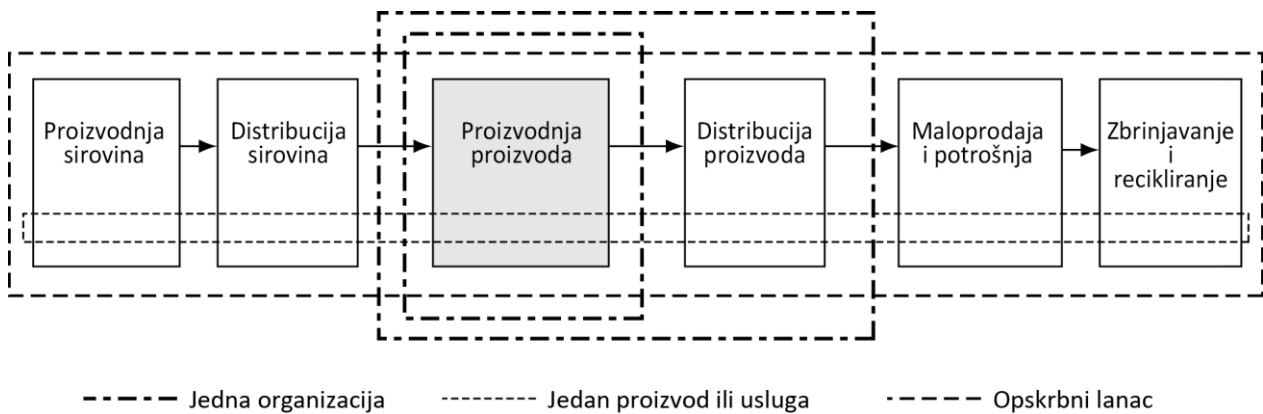 Proizvodnja
sirovina
Distribucija
sirovina
Proizvodnja
proizvoda
Distribucija
proizvoda
Maloprodaja
i potrošnja
Zbrinjavanje
i
recikliranje
Jedna organizacija
Jedan proizvod ili usluga
Opskrbni lanac